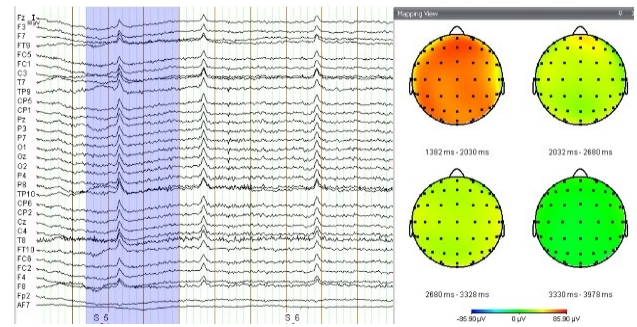 Fz
F3
F7
FT9
FC5
FC1
C3
T7
TP9
CP5
CP1
Pz
P3
P7
O1
Oz
O2
P4
P8
TP10
CP6
CP2
Cz
C4
T8
FT10
FC6
FC2
F4
F8
Fp2
AF7
S 5
S 6
Mapping View
1382 ms - 2030 ms
2032 ms - 2680 ms
2680 ms - 3328 ms
3330 ms - 3978 ms
-85.90 µV 0 µV 85.90 µV